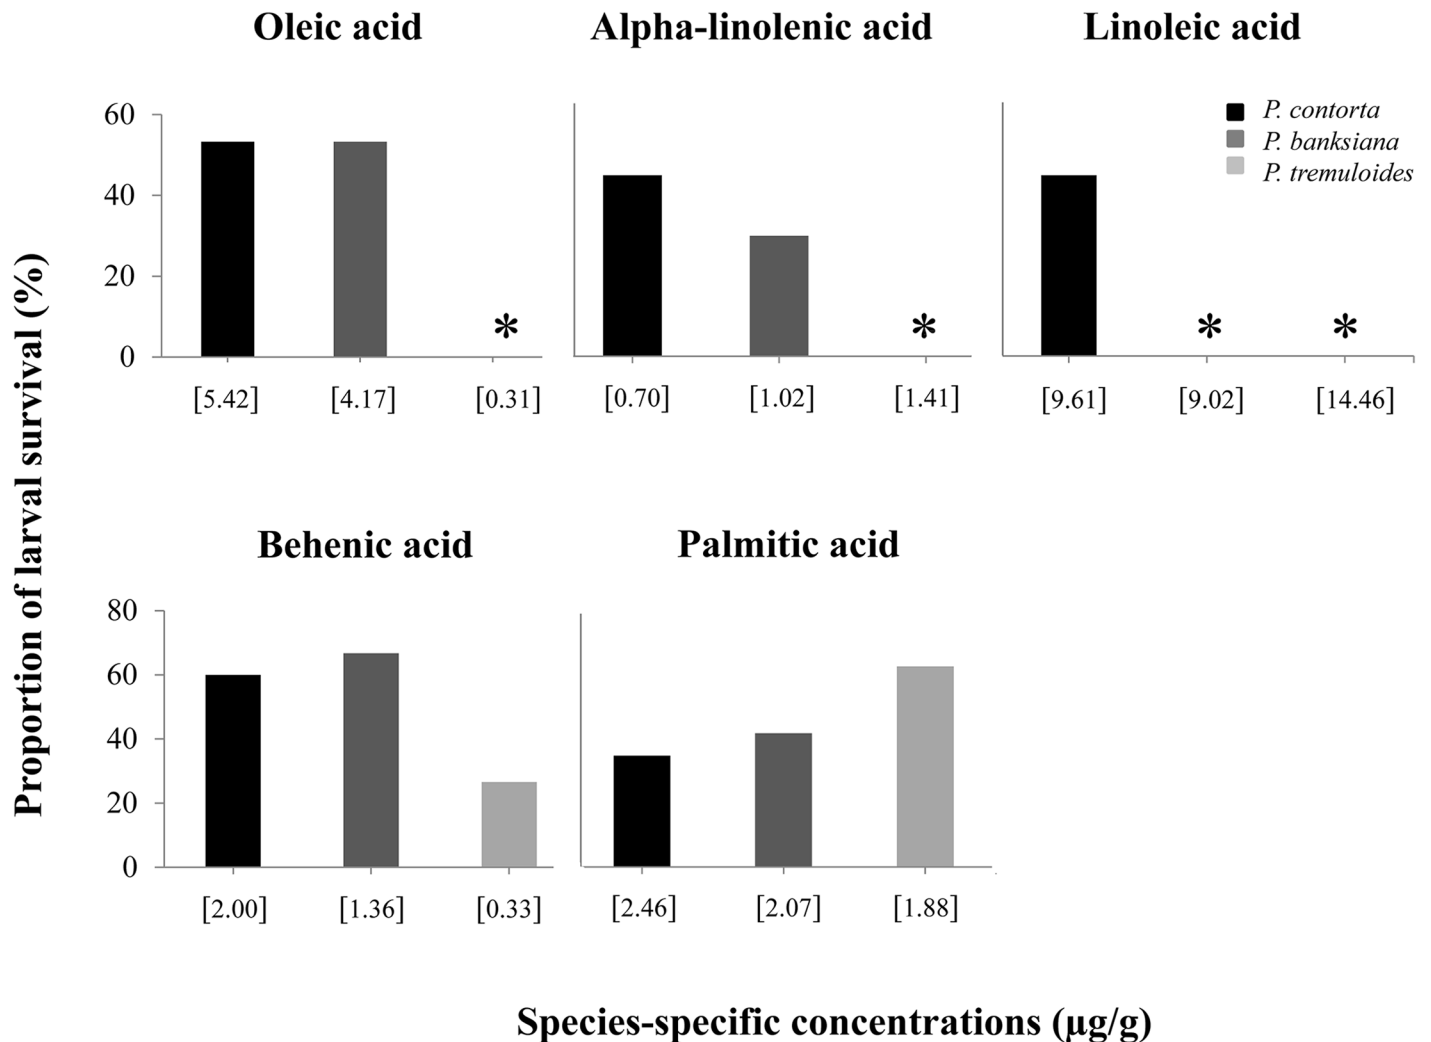 Oleic acid
Alpha-linolenic acid
Linoleic acid
P. contorta
P. banksiana
P. tremuloides
60
40
20
0
* 
*
* *
[5.42] [4.17] [0.31]
[0.70] [1.02] [1.41]
[9.61] [9.02] [14.46]
Proportion of larval survival (%)
Behenic acid
Palmitic acid
80
60
40
20
0
[2.00] [1.36] [0.33]
[2.46] [2.07] [1.88]
Species-specific concentrations (µg/g)